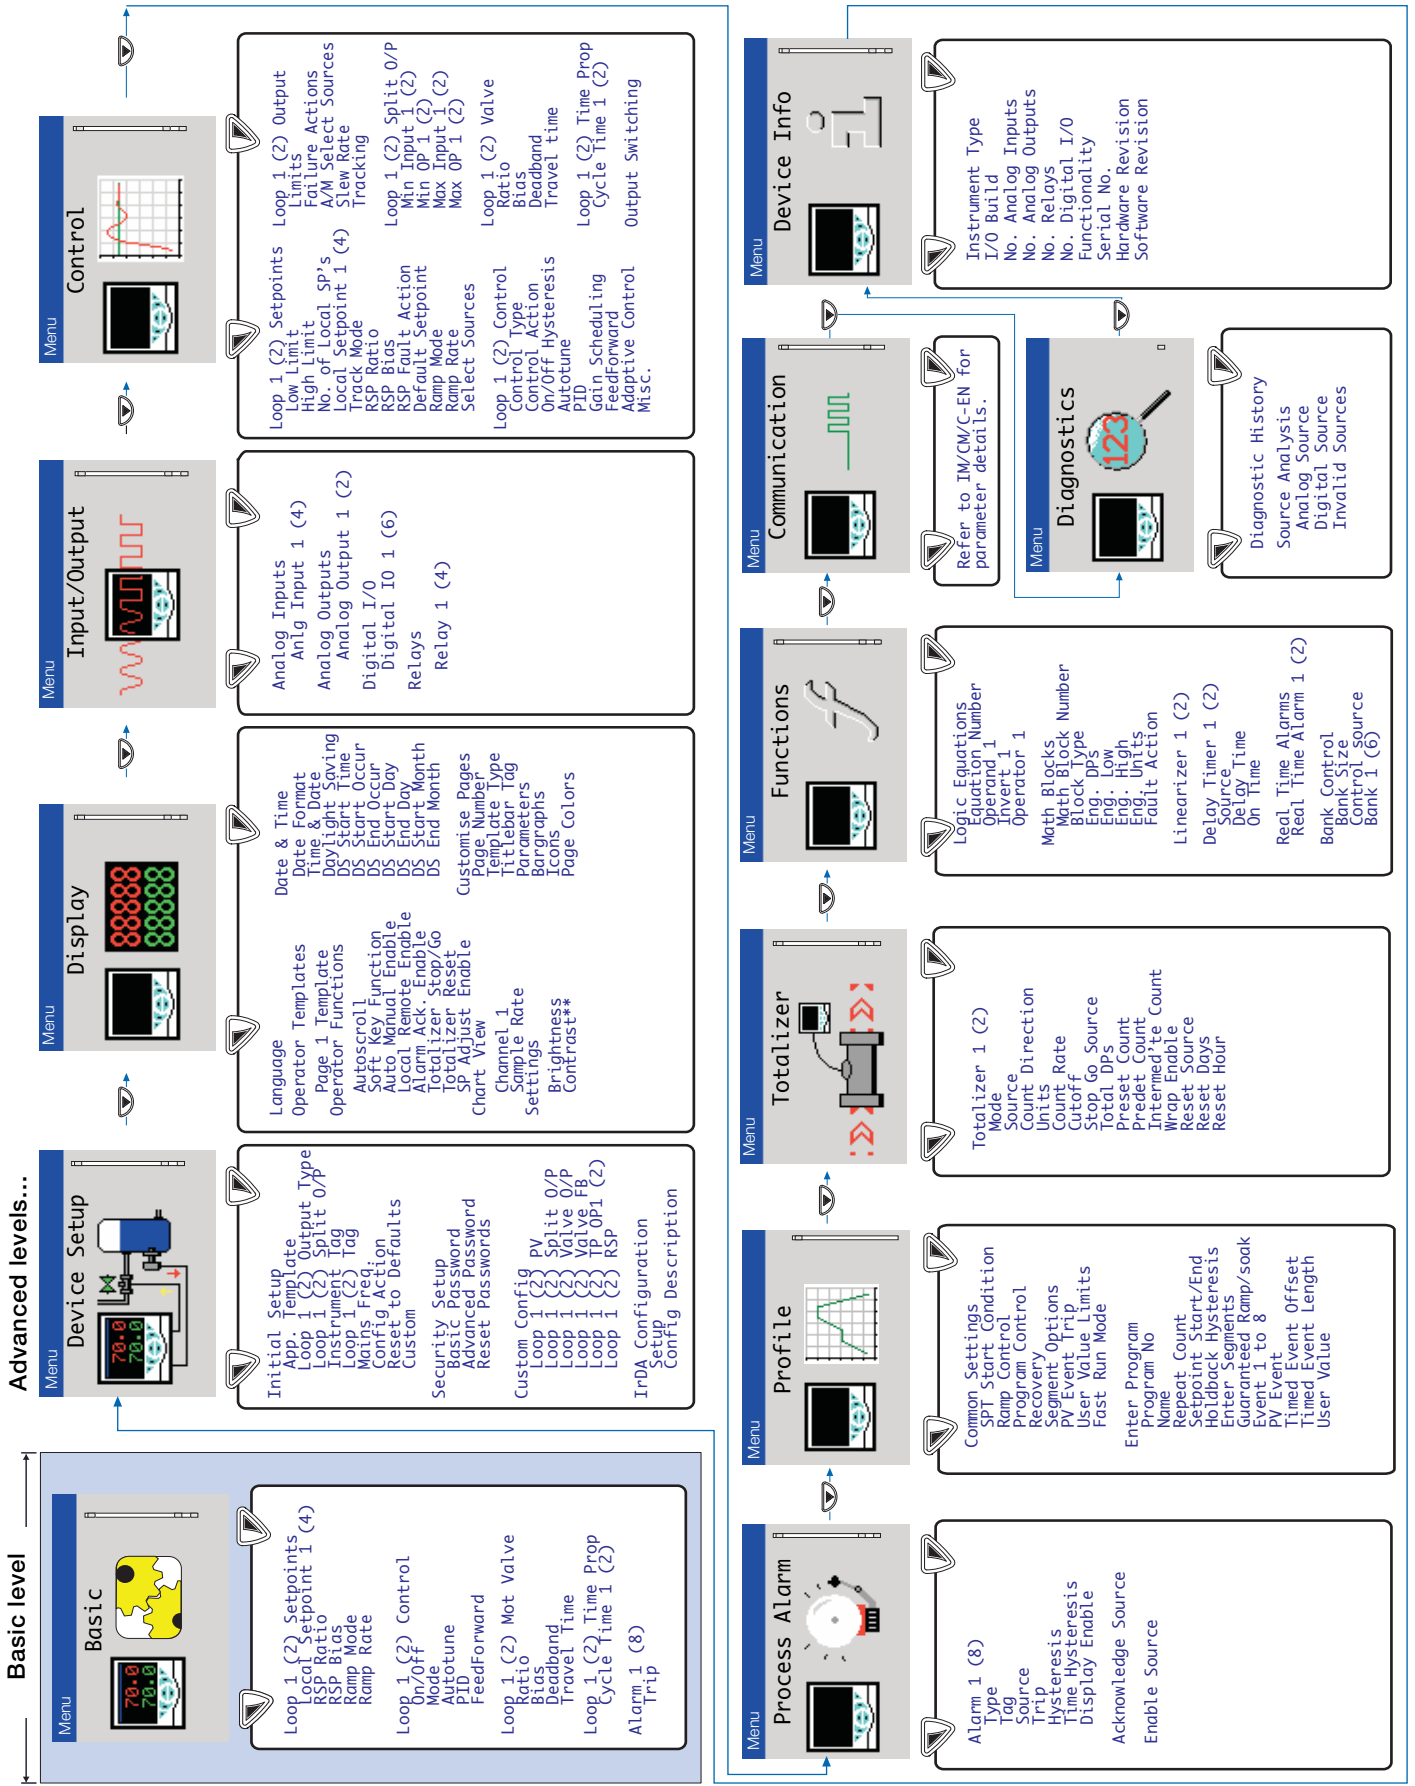 Basic level
Advanced levels...
Menu
Basic
70.0
70.0
Loop 1 (2) Setpoints
Local Setpoint 1 (4)
RSP Ratio
RSP Bias
Ramp Mode
Ramp Rate
Loop 1 (2) Control
On/Off
Mode
Autotune
PID
FeedForward
Loop 1 (2) Mot Valve
Ratio
Bias
Deadband
Travel Time
Loop 1 (2) Time Prop
Cycle Time 1 (2)
Alarm 1 (8)
Trip
Menu
Device Setup
70.0
70.0
Initial Setup
App. Template
Loop 1 (2) Output Type
Loop 1 (2) Split O/P
Instrument Tag
Loop 1 (2) Tag
Mains Freq.
Config Action
Reset to Defaults
Custom
Security Setup
Basic Password
Advanced Password
Reset Passwords
Custom Config
Loop 1 (2) PV
Loop 1 (2) Split O/P
Loop 1 (2) Valve O/P
Loop 1 (2) Valve FB
Loop 1 (2) TP OP1 (2)
Loop 1 (2) RSP
IrDA Configuration
Setup
Config Description
Menu
Display
8888
8888
Language
Operator Templates
Page 1 Template
Operator Functions
Autoscroll
Soft Key Function
Auto Manual Enable
Local Remote Enable
Alarm Ack. Enable
Totalizer Stop/Go
Totalizer Reset
SP Adjust Enable
Chart View
Channel 1
Sample Rate
Settings
Brightness
Contrast**
Date & Time
Date Format
Time & Date
Daylight Saving
DS Start Time
DS Start Occur
DS End Occur
DS Start Day
DS End Day
DS Start Month
DS End Month
Customise Pages
Page Number
Template Type
Titlebar Tag
Parameters
Bargraphs
Icons
Page Colors
Menu
Input/Output
Analog Inputs
Anlg Input 1 (4)
Analog Outputs
Analog Output 1 (2)
Digital I/O
Digital IO 1 (6)
Relays
Relay 1 (4)
Menu
Control
Loop 1 (2) Setpoints
Low Limit
High Limit
No. of Local SP's
Local Setpoint 1 (4)
Track Mode
RSP Ratio
RSP Bias
RSP Fault Action
Default Setpoint
Ramp Mode
Ramp Rate
Select Sources
Loop 1 (2) Control
Control Type
Control Action
On/Off Hysteresis
Autotune
PID
Gain Scheduling
FeedForward
Adaptive Control
Misc.
Loop 1 (2) Output
Limits
Failure Actions
A/M Select Sources
Slew Rate
Tracking
Loop 1 (2) Split O/P
Min Input 1 (2)
Min OP 1 (2)
Max Input 1 (2)
Max OP 1 (2)
Loop 1 (2) Valve
Ratio
Bias
Deadband
Travel time
Loop 1 (2) Time Prop
Cycle Time 1 (2)
Output Switching
Menu
Process Alarm
Alarm 1 (8)
Type
Tag
Source
Trip
Hysteresis
Time Hysteresis
Display Enable
Acknowledge Source
Enable Source
Menu
Profile
Common Settings
SPT Start Condition
Ramp Control
Program Control
Recovery
Segment Options
PV Event Trip
User Value Limits
Fast Run Mode
Enter Program
Program No
Name
Repeat Count
Setpoint Start/End
Holdback Hysteresis
Enter Segments
Guaranteed Ramp/soak
Event 1 to 8
PV Event
Timed Event Offset
Timed Event Length
User Value
Menu
Totalizer
Totalizer 1 (2)
Mode
Source
Count Direction
Units
Count Rate
Cutoff
Stop Go Source
Total DPs
Preset Count
Predet Count
Intermed'te Count
Wrap Enable
Reset Source
Reset Days
Reset Hour
Menu
Functions
f
Logic Equations
Equation Number
Operand 1
Invert 1
Operator 1
Math Blocks
Math Block Number
Block Type
Eng. DPs
Eng. Low
Eng. High
Eng. Units
Fault Action
Linearizer 1 (2)
Delay Timer 1 (2)
Source
Delay Time
On Time
Real Time Alarms
Real Time Alarm 1 (2)
Bank Control
Bank Size
Control source
Bank 1 (6)
Menu
Communication
Refer to IM/CM/C-EN for
parameter details.
Menu
Diagnostics
123
Diagnostic History
Source Analysis
Analog Source
Digital Source
Invalid Sources
Menu
Device Info
i
Instrument Type
I/O Build
No. Analog Inputs
No. Analog Outputs
No. Relays
No. Digital I/O
Functionality
Serial No.
Hardware Revision
Software Revision